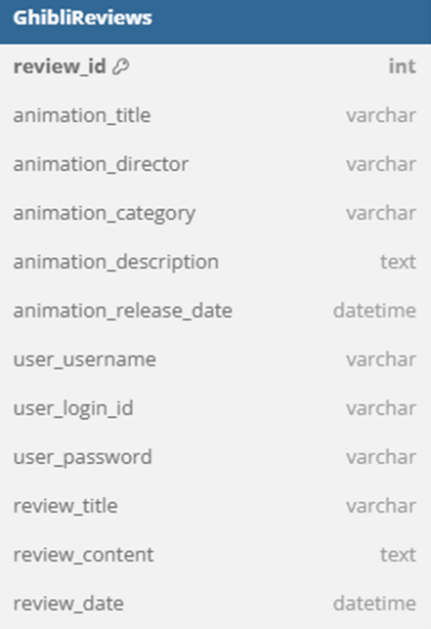 GhibliReviews
review_id int
animation_title varchar
animation_director varchar
animation_category varchar
animation_description text
animation_release_date datetime
user_username varchar
user_login_id varchar
user_password varchar
review_title varchar
review_content text
review_date datetime